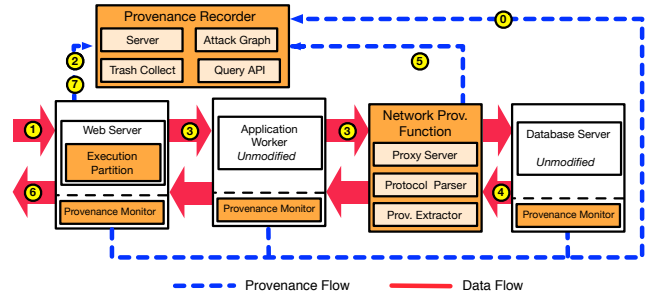 Provenance Recorder
0
Server
Attack Graph
2
Trash Collect
Query API
5
7
1
Web Server
3
Application
Worker
Unmodified
3
Network Prov.
Function
Database Server
Unmodified
Execution
Partition
Proxy Server
Protocol Parser
Prov. Extractor
6
4
Provenance Monitor
Provenance Monitor
Provenance Monitor
Provenance Flow
Data Flow